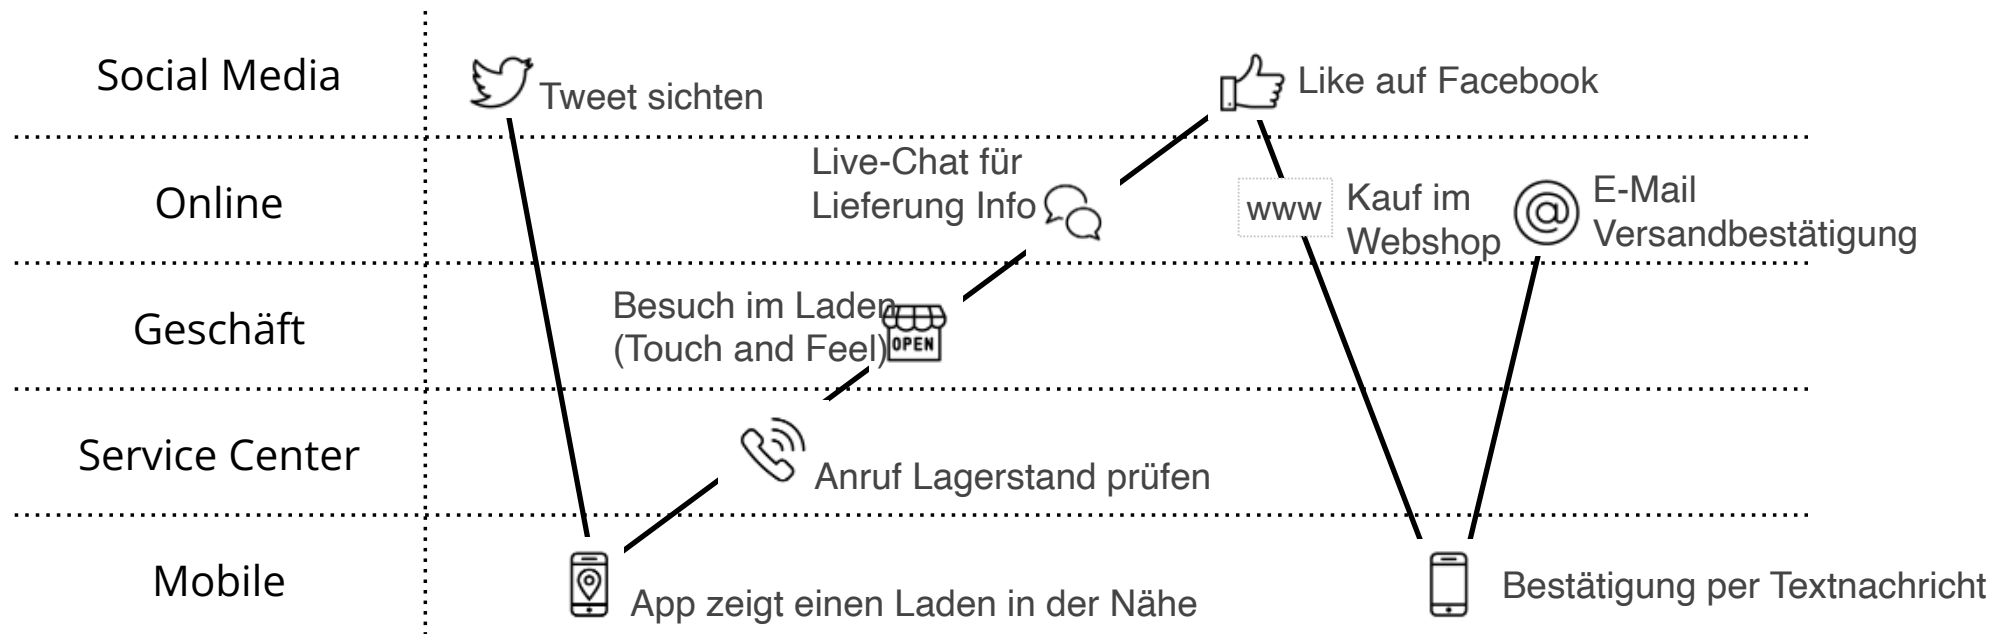 Social Media
Tweet sichten
Like auf Facebook
Online
Live-Chat für
Lieferung Info
www
Kauf im
Webshop
E-Mail
Versandbestätigung
Geschäft
Besuch im Laden
(Touch and Feel)
OPEN
Service Center
Anruf Lagerstand prüfen
Mobile
App zeigt einen Laden in der Nähe
Bestätigung per Textnachricht